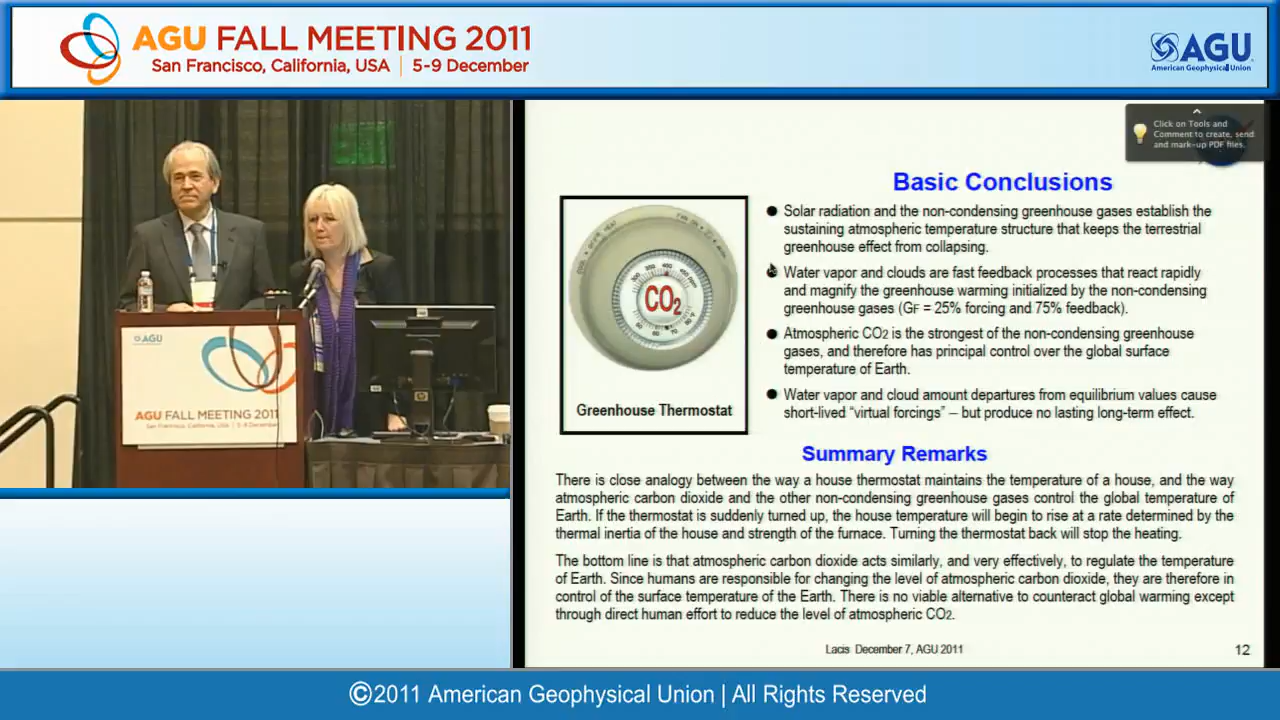 AGU FALL MEETING 2011
San Francisco, California, USA | 5-9 December
AGU
American Geophysical Union
Click on Tools and
Comment to create, send
and mark-up PDF files.
Basic Conclusions
● Solar radiation and the non-condensing greenhouse gases establish the
sustaining atmospheric temperature structure that keeps the terrestrial
greenhouse effect from collapsing.
● Water vapor and clouds are fast feedback processes that react rapidly
and magnify the greenhouse warming initialized by the non-condensing
greenhouse gases (GF = 25% forcing and 75% feedback).
● Atmospheric CO2 is the strongest of the non-condensing greenhouse
gases, and therefore has principal control over the global surface
temperature of Earth.
● Water vapor and cloud amount departures from equilibrium values cause
short-lived “virtual forcings” – but produce no lasting long-term effect.
CO2
Greenhouse Thermostat
Summary Remarks
There is close analogy between the way a house thermostat maintains the temperature of a house, and the way
atmospheric carbon dioxide and the other non-condensing greenhouse gases control the global temperature of
Earth. If the thermostat is suddenly turned up, the house temperature will begin to rise at a rate determined by the
thermal inertia of the house and strength of the furnace. Turning the thermostat back will stop the heating.
The bottom line is that atmospheric carbon dioxide acts similarly, and very effectively, to regulate the temperature
of Earth. Since humans are responsible for changing the level of atmospheric carbon dioxide, they are therefore in
control of the surface temperature of the Earth. There is no viable alternative to counteract global warming except
through direct human effort to reduce the level of atmospheric CO2.
Lacis December 7, AGU 2011
12
AGU
AGU FALL MEETING 2011
San Francisco, California, USA | 5-9 December
©2011 American Geophysical Union | All Rights Reserved